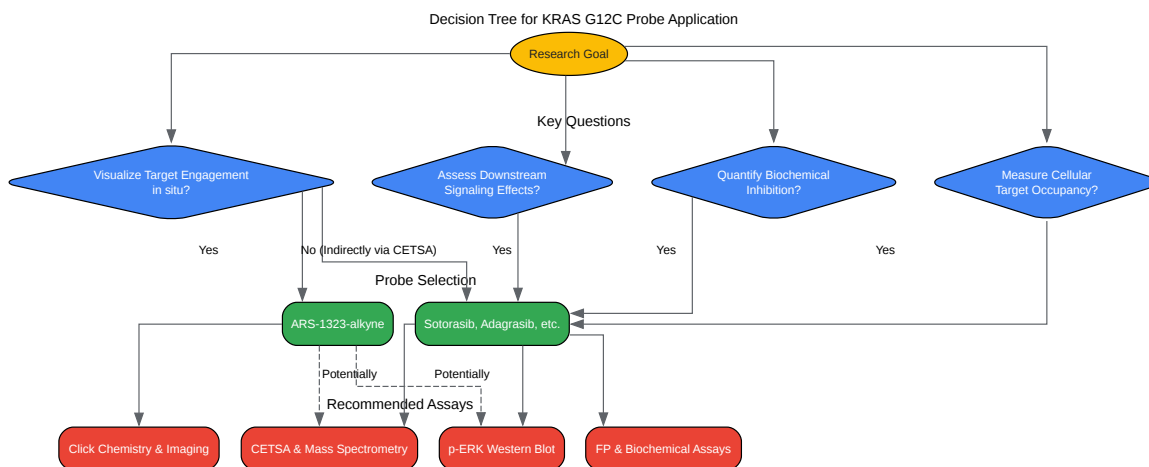 Decision Tree for KRAS G12C Probe Application
Research Goal
Key Questions
Visualize Target Engagement
in situ?
Assess Downstream
Signaling Effects?
Quantify Biochemical
Inhibition?
Measure Cellular
Target Occupancy?
Yes
No (Indirectly via CETSA)
Yes
Yes
Yes
Probe Selection
ARS-1323-alkyne
Sotorasib, Adagrasib, etc.
Potentially
Potentially
Recommended Assays
Click Chemistry & Imaging
CETSA & Mass Spectrometry
p-ERK Western Blot
FP & Biochemical Assays